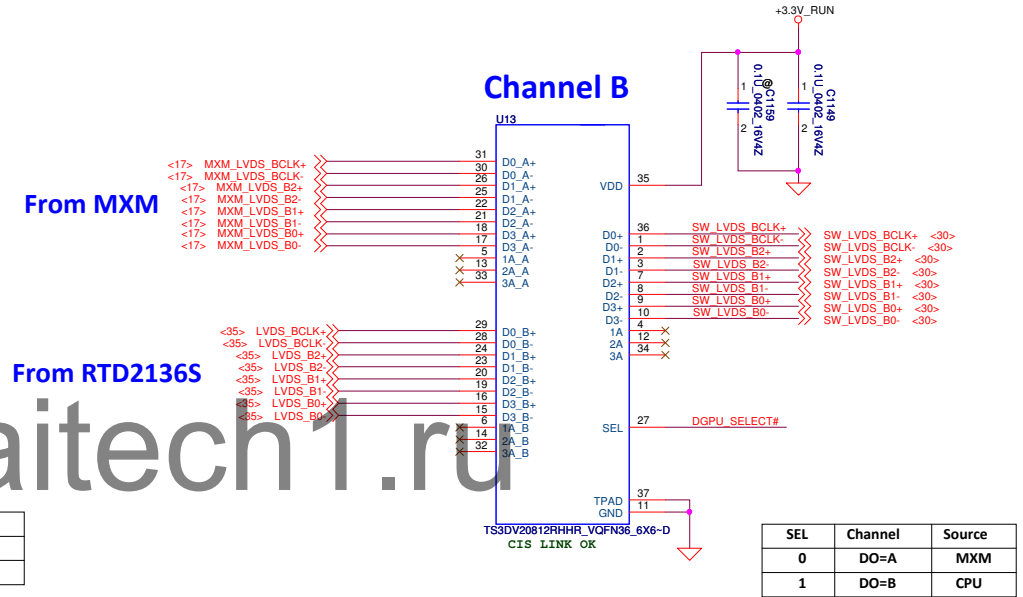 +3.3V_RUN
Channel B
0.1U_0402_16V4Z
@C1159
1
2
0.1U_0402_16V4Z
C1149
1
2
U13
From MXM
<17> MXM_LVDS_BCLK+ 31 D0_A+
<17> MXM_LVDS_BCLK- 30 D0_A-
<17> MXM_LVDS_B2+ 26 D1_A+
<17> MXM_LVDS_B2- 25 D1_A-
<17> MXM_LVDS_B1+ 22 D2_A+
<17> MXM_LVDS_B1- 21 D2_A-
<17> MXM_LVDS_B0+ 18 D3_A+
<17> MXM_LVDS_B0- 17 D3_A-
5 1A_A
13 2A_A
33 3A_A
VDD 35
D0+ 36 SW_LVDS_BCLK+ SW_LVDS_BCLK+ <30>
D0- 1 SW_LVDS_BCLK- SW_LVDS_BCLK- <30>
D1+ 2 SW_LVDS_B2+ SW_LVDS_B2+ <30>
D1- 3 SW_LVDS_B2- SW_LVDS_B2- <30>
D2+ 7 SW_LVDS_B1+ SW_LVDS_B1+ <30>
D2- 8 SW_LVDS_B1- SW_LVDS_B1- <30>
D3+ 9 SW_LVDS_B0+ SW_LVDS_B0+ <30>
D3- 10 SW_LVDS_B0- SW_LVDS_B0- <30>
1A 4
2A 12
3A 34
From RTD2136S
<35> LVDS_BCLK+ 29 D0_B+
<35> LVDS_BCLK- 28 D0_B-
<35> LVDS_B2+ 24 D1_B+
<35> LVDS_B2- 23 D1_B-
<35> LVDS_B1+ 20 D2_B+
<35> LVDS_B1- 19 D2_B-
<35> LVDS_B0+ 16 D3_B+
<35> LVDS_B0- 15 D3_B-
6 1A_B
14 2A_B
32 3A_B
SEL 27 DGPU_SELECT#
aitech1.ru
TPAD 37
GND 11
TS3DV20812RHHR_VQFN36_6X6~D
CIS LINK OK
SEL Channel Source
0 DO=A MXM
1 DO=B CPU